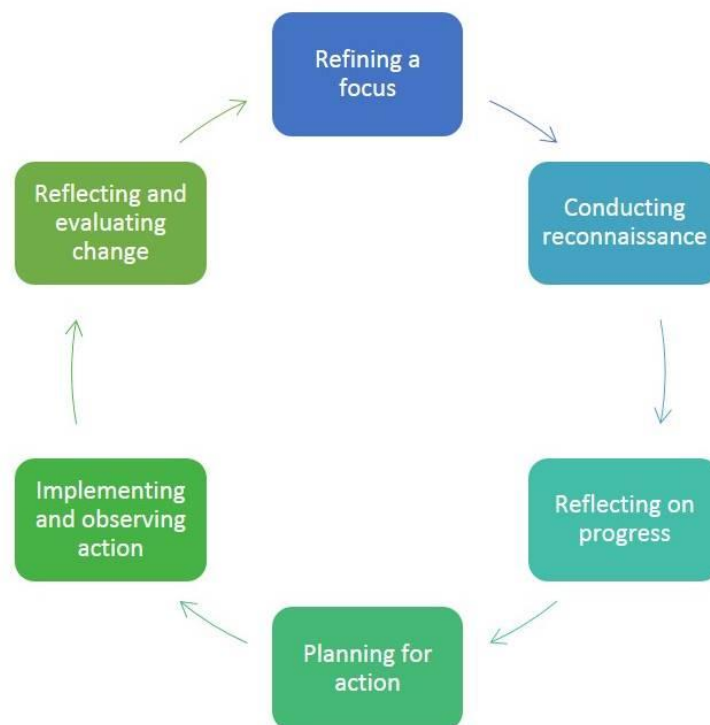 Refining a
focus
Conducting
reconnaissance
Reflecting on
progress
Planning for
action
Implementing
and observing
action
Reflecting and
evaluating
change